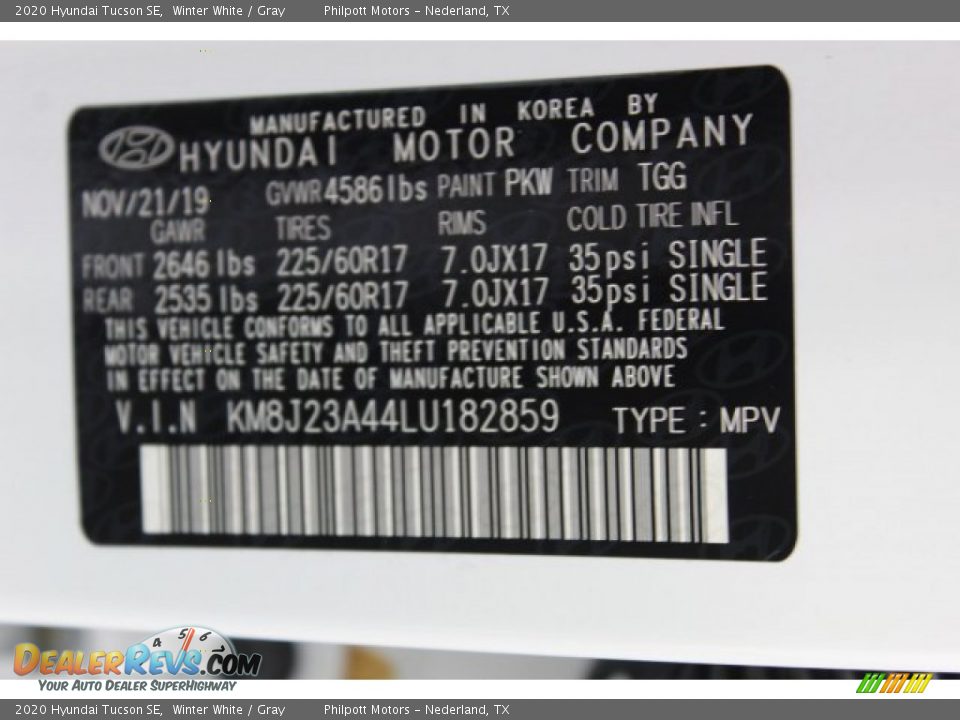 2020 Hyundai Tucson SE, Winter White / Gray Philpott Motors - Nederland, TX
MANUFACTURED IN KOREA BY
HYUNDAI MOTOR COMPANY
NOV/21/19 GVWR 4586 lbs PAINT PKW TRIM TGG
GAWR TIRES RIMS COLD TIRE INFL
FRONT 2646 lbs 225/60R17 7.0JX17 35psi SINGLE
REAR 2535 lbs 225/60R17 7.0JX17 35psi SINGLE
THIS VEHICLE CONFORMS TO ALL APPLICABLE U.S.A. FEDERAL
MOTOR VEHICLE SAFETY AND THEFT PREVENTION STANDARDS
IN EFFECT ON THE DATE OF MANUFACTURE SHOWN ABOVE
V.I.N KM8J23A44LU182859 TYPE : MPV
4 5 6 7
DealerRevs.com
Your Auto Dealer SuperHighway
2020 Hyundai Tucson SE, Winter White / Gray Philpott Motors - Nederland, TX